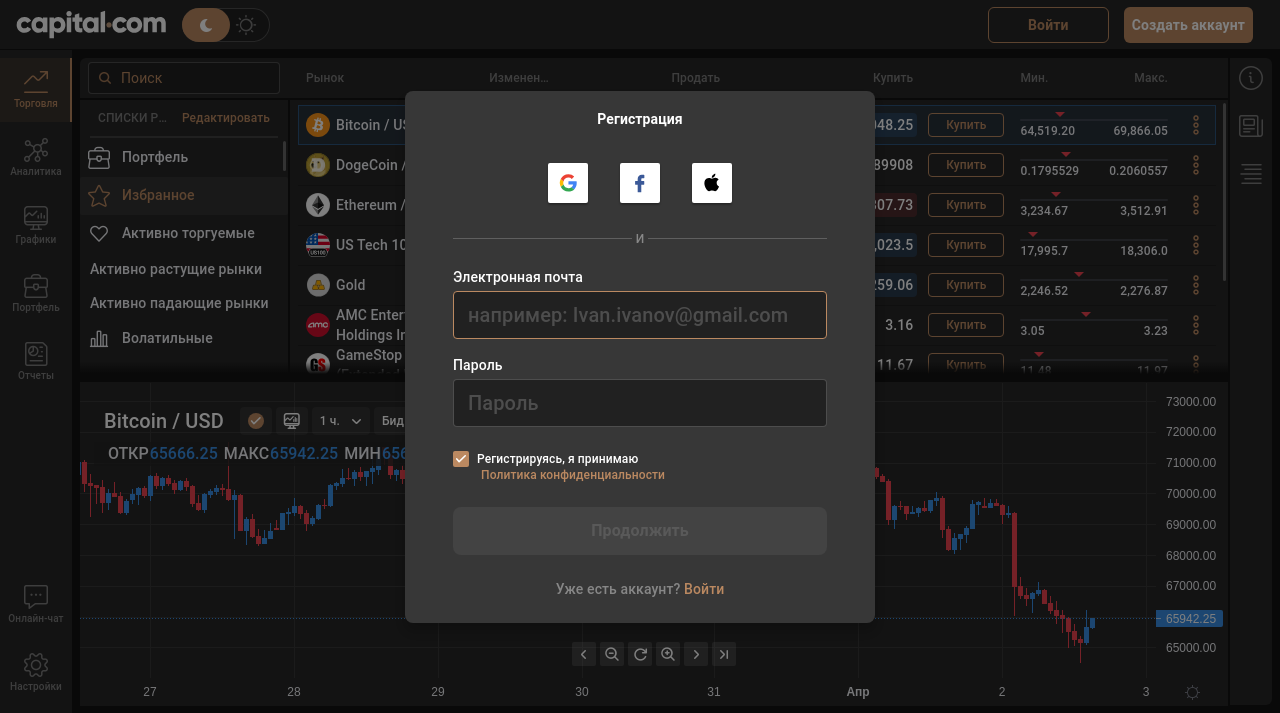 capital.com
Войти
Создать аккаунт
Торговля
Аналитика
Графики
Портфель
Отчеты
Онлайн-чат
Настройки
Поиск
СПИСКИ Р... Редактировать
Портфель
Избранное
Активно торгуемые
Активно растущие рынки
Активно падающие рынки
Волатильные
Рынок Изменен... Продать Купить Мин. Макс.
Bitcoin / US 48.25 Купить 64,519.20 69,866.05
DogeCoin / 89908 Купить 0.1795529 0.2060557
Ethereum / 307.73 Купить 3,234.67 3,512.91
US Tech 10 ,023.5 Купить 17,995.7 18,306.0
Gold 259.06 Купить 2,246.52 2,276.87
AMC Enter
Holdings In 3.16 Купить 3.05 3.23
GameStop 11.67 Купить 11.48 11.97
Регистрация
И
Электронная почта
например: Ivan.ivanov@gmail.com
Пароль
Пароль
Регистрируясь, я принимаю
Политика конфиденциальности
Продолжить
Уже есть аккаунт? Войти
Bitcoin / USD 1 ч. Бид
ОТКР65666.25 МАКС65942.25 МИН656
73000.00
72000.00
71000.00
70000.00
69000.00
68000.00
67000.00
65942.25
65000.00
27 28 29 30 31 Апр 2 3